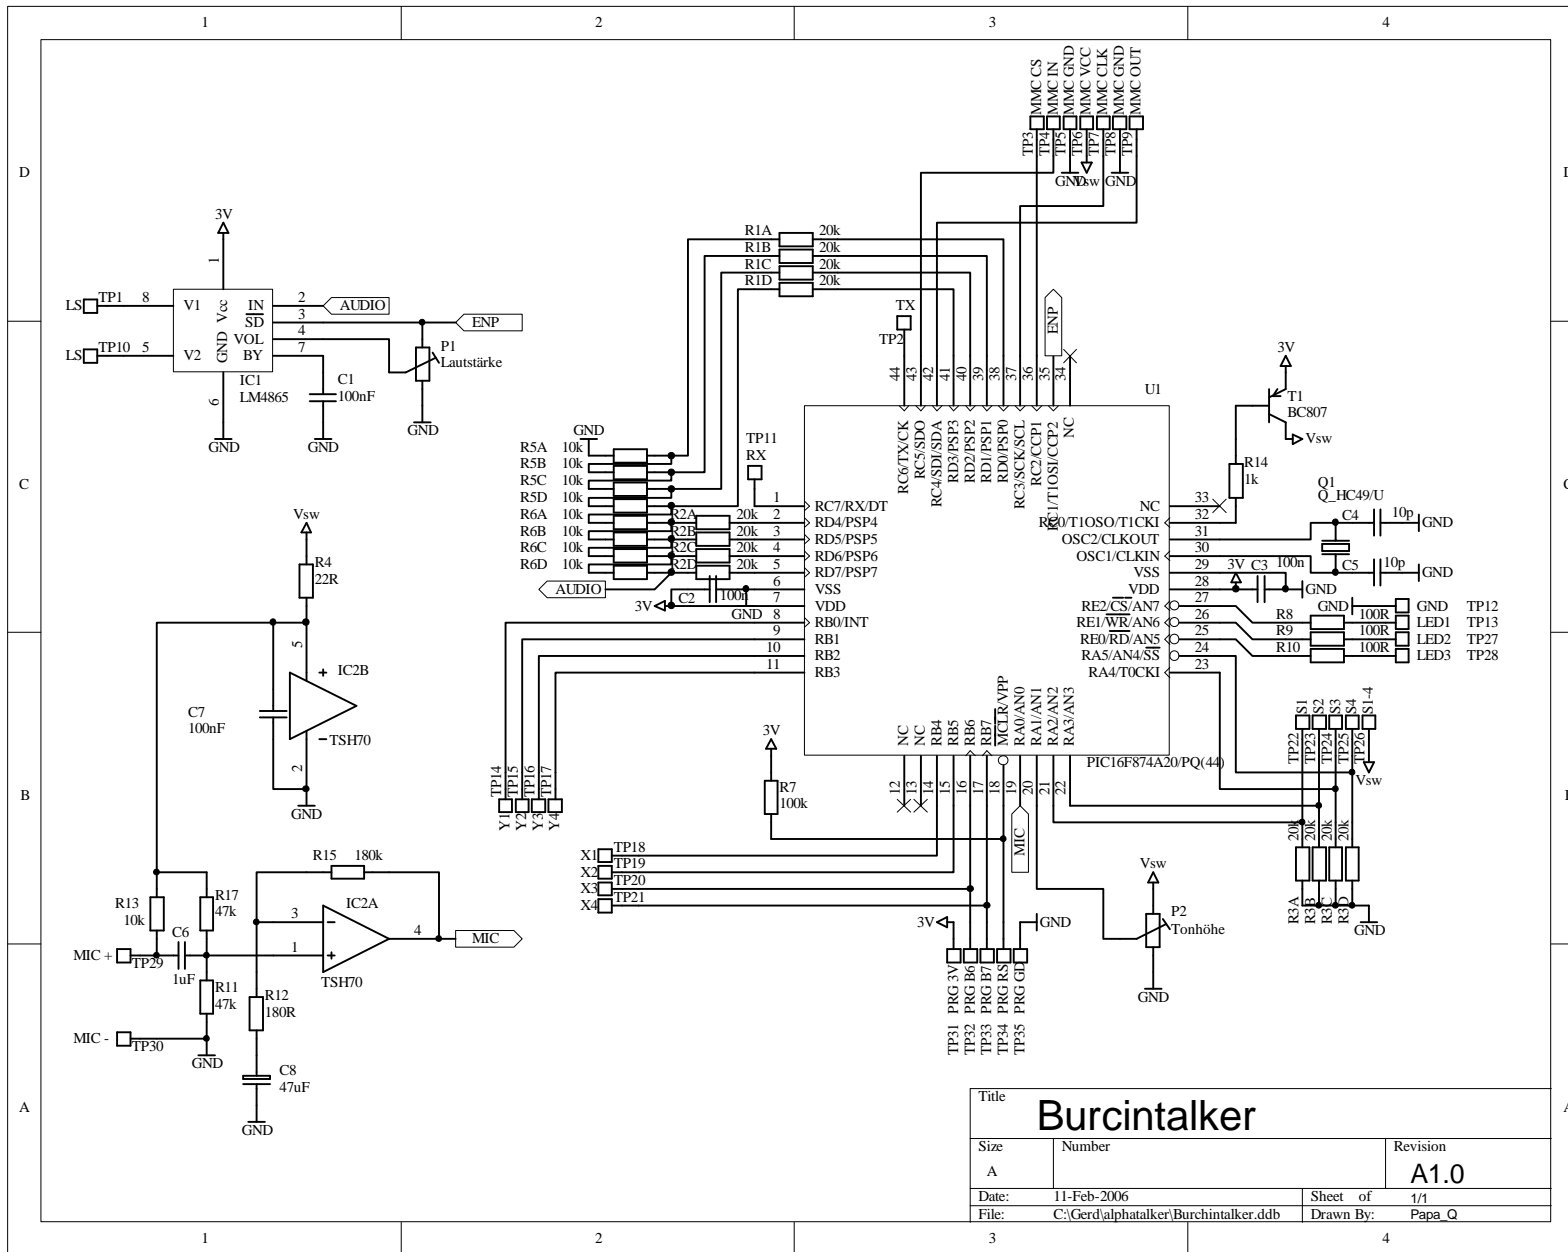 1 2 3 4
D
D
C
B
A
A
1 2 3 4
MMC CS
MMC IN
MMC GND
MMC VCC
MMC CLK
MMC GND
MMC OUT
TP3
TP4
TP5
TP6
TP7
TP8
TP9
GND
Vsw
GND
3V
1
LS TP1 8
V1
Vcc
IN 2 AUDIO
SD 3 ENP
VOL 4
BY 7
LS TP10 5
V2
GND
6
IC1
LM4865
GND
C1
100nF
GND
P1
Lautstärke
GND
R1A 20k
R1B 20k
R1C 20k
R1D 20k
TX
TP2
ENP
44
43
42
41
40
39
38
37
36
35
34
U1
RC6/TX/CK
RC5/SDO
RC4/SDI/SDA
RD3/PSP3
RD2/PSP2
RD1/PSP1
RD0/PSP0
RC3/SCK/SCL
RC2/CCP1
RC1/T1OSI/CCP2
NC
GND
R5A 10k
R5B 10k
R5C 10k
R5D 10k
R6A 10k
R6B 10k
R6C 10k
R6D 10k
R2A 20k
R2B 20k
R2C 20k
R2D 20k
TP11
RX
AUDIO
C2 100n
3V
GND
1 RC7/RX/DT
2 RD4/PSP4
3 RD5/PSP5
4 RD6/PSP6
5 RD7/PSP7
6 VSS
7 VDD
8 RB0/INT
9 RB1
10 RB2
11 RB3
NC 33
RC0/T1OSO/T1CKI 32
OSC2/CLKOUT 31
OSC1/CLKIN 30
VSS 29
VDD 28
RE2/CS/AN7 27
RE1/WR/AN6 26
RE0/RD/AN5 25
RA5/AN4/SS 24
RA4/T0CKI 23
NC
NC
RB4
RB5
RB6
RB7
MCLR/VPP
RA0/AN0
RA1/AN1
RA2/AN2
RA3/AN3
12
13
14
15
16
17
18
19
20
21
22
PIC16F874A20/PQ(44)
3V
T1
BC807
Vsw
R14
1k
Q1
Q_HC49/U
C4 10p GND
C5 10p GND
3V C3 100n
GND
GND GND TP12
R8 100R LED1 TP13
R9 100R LED2 TP27
R10 100R LED3 TP28
S1
S2
S3
S4
S1-4
TP22
TP23
TP24
TP25
TP26
Vsw
20k
20k
20k
20k
R3A
R3B
R3C
R3D
GND
Vsw
R4
22R
5
IC2B
+
−
TSH70
2
C7
100nF
GND
TP14
TP15
TP16
TP17
Y1
Y2
Y3
Y4
3V
R7
100k
MIC
X1 TP18
X2 TP19
X3 TP20
X4 TP21
R15 180k
R13
10k
R17
47k
IC2A
3 −
1 +
4
MIC
TSH70
MIC + TP29
C6
1uF
R11
47k
R12
180R
MIC - TP30
GND
C8
47uF
GND
Vsw
P2
Tonhöhe
GND
3V
GND
PRG 3V
PRG B6
PRG B7
PRG RS
PRG GD
TP31
TP32
TP33
TP34
TP35
Title
Burcintalker
Size
A
Number
Revision
A1.0
Date: 11-Feb-2006
Sheet of 1/1
File: C:\Gerd\alphatalker\Burchintalker.ddb
Drawn By: Papa_Q